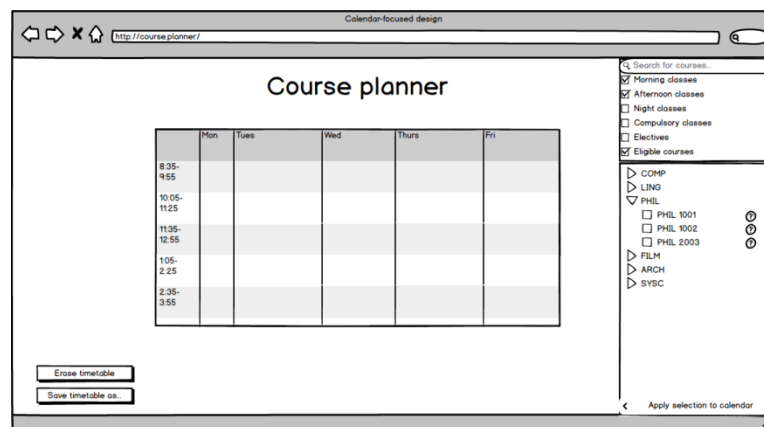 Calendar-focused design
http://course.planner/
Course planner
Search for courses...
Morning classes
Afternoon classes
Night classes
Compulsory classes
Electives
Eligible courses
Mon Tues Wed Thurs Fri
8:35-
9:55
10:05-
11:25
11:35-
12:55
1:05-
2:25
2:35-
3:55
COMP
LING
PHIL
PHIL 1001 ?
PHIL 1002 ?
PHIL 2003 ?
FILM
ARCH
SYSC
Erase timetable
Save timetable as..
Apply selection to calendar